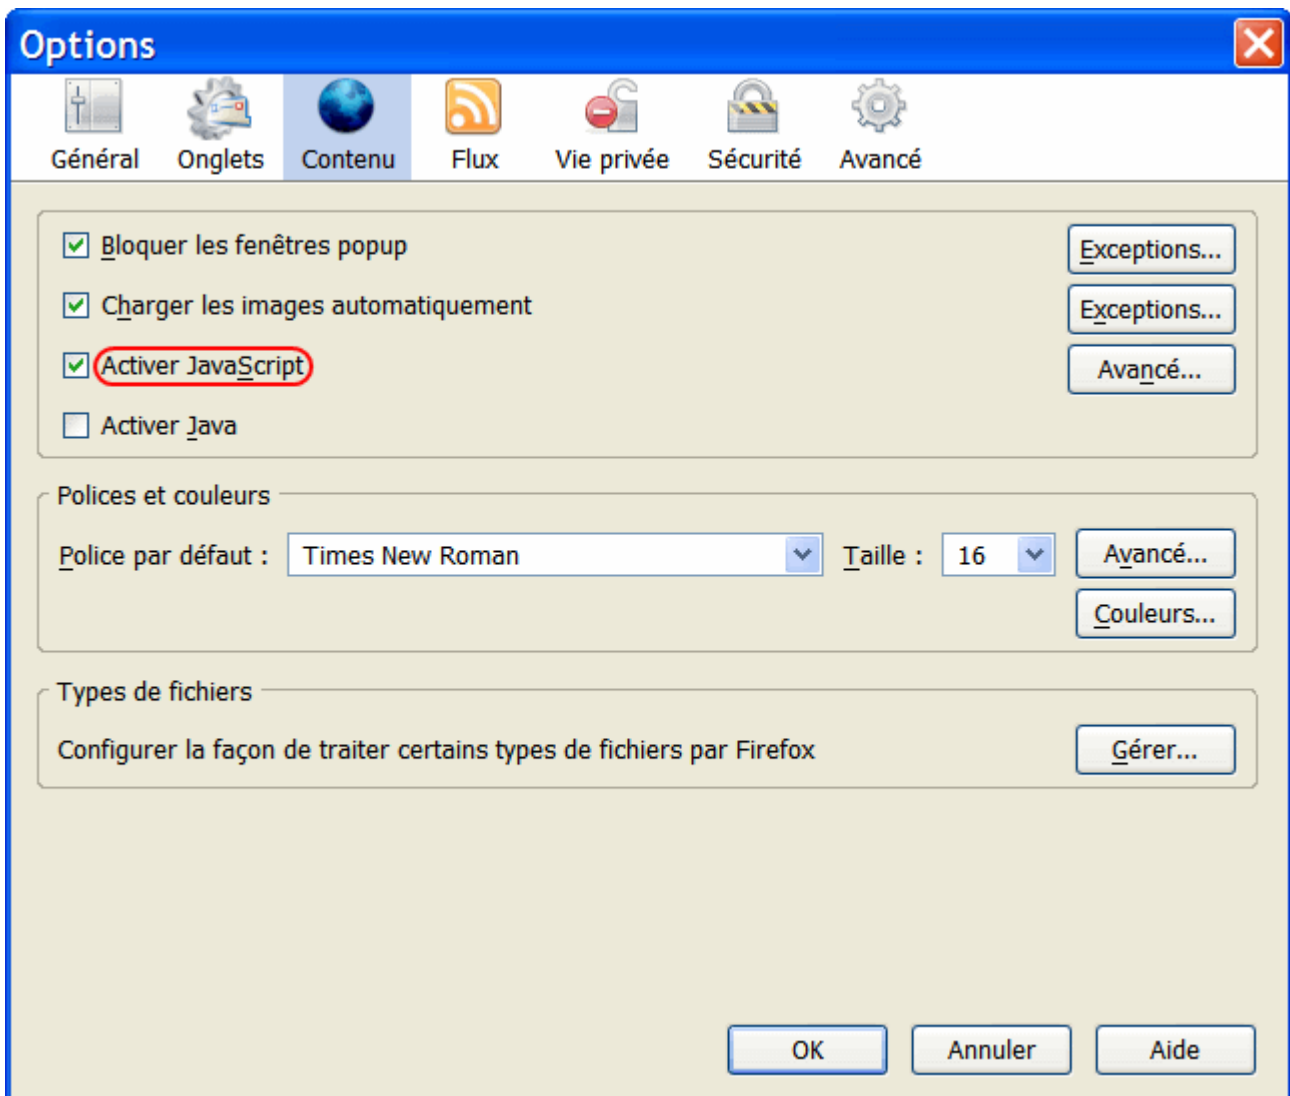 Options
Général Onglets Contenu Flux Vie privée Sécurité Avancé
Bloquer les fenêtres popup Exceptions...
Charger les images automatiquement Exceptions...
Activer JavaScript Avancé...
Activer Java
Polices et couleurs
Police par défaut : Times New Roman Taille : 16 Avancé...
Couleurs...
Types de fichiers
Configurer la façon de traiter certains types de fichiers par Firefox Gérer...
OK Annuler Aide